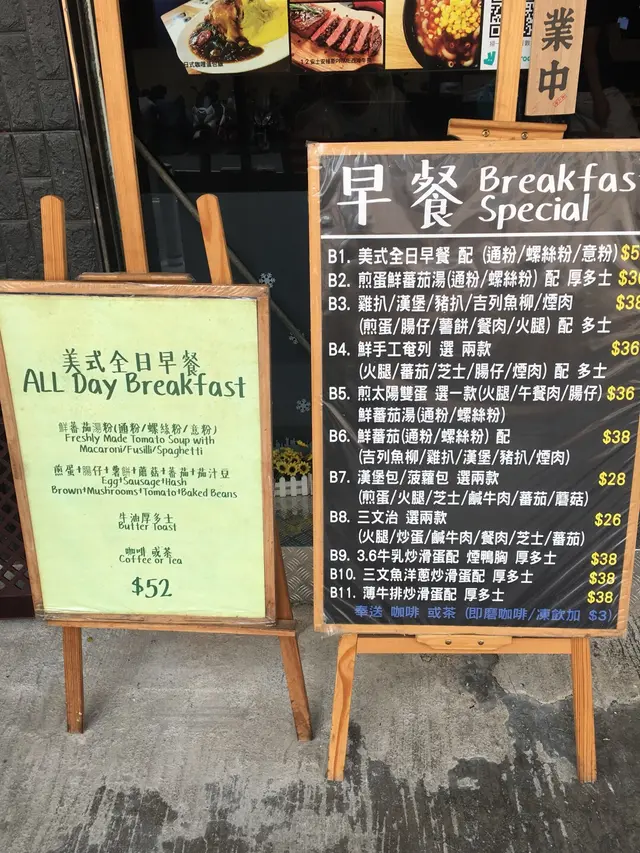 日式咖喱蛋包飯
業
中
美式全日早餐
ALL Day Breakfast
鮮蕃茄湯粉(通粉/螺絲粉/意粉)
Freshly Made Tomato Soup with
Macaroni/Fusilli/Spaghetti
煎蛋+腸仔+薯餅+蘑菇+蕃茄+茄汁豆
Egg+Sausage+Hash
Brown+Mushrooms+Tomato+Baked Beans
牛油厚多士
Butter Toast
咖啡 或茶
Coffee or Tea
$52
早餐 Breakfas
Special
B1. 美式全日早餐 配 (通粉/螺絲粉/意粉) $5
B2. 煎蛋鮮蕃茄湯(通粉/螺絲粉) 配 厚多士 $3
B3. 雞扒/漢堡/豬扒/吉列魚柳/煙肉 $38
(煎蛋/腸仔/薯餅/餐肉/火腿) 配 多士
B4. 鮮手工奄列 選 兩款 $36
(火腿/蕃茄/芝士/腸仔/煙肉) 配 多士
B5. 煎太陽雙蛋 選一款(火腿/午餐肉/腸仔) $36
鮮蕃茄湯(通粉/螺絲粉)
B6. 鮮蕃茄(通粉/螺絲粉) 配 $38
(吉列魚柳/雞扒/漢堡/豬扒/煙肉)
B7. 漢堡包/菠蘿包 選兩款 $28
(煎蛋/火腿/芝士/鹹牛肉/蕃茄/蘑菇)
B8. 三文治 選兩款 $26
(火腿/炒蛋/鹹牛肉/餐肉/芝士/蕃茄)
B9. 3.6牛乳炒滑蛋配 煙鴨胸 厚多士 $38
B10. 三文魚洋蔥炒滑蛋配 厚多士 $38
B11. 薄牛排炒滑蛋配 厚多士 $38
奉送 咖啡 或茶 (即磨咖啡/凍飲加 $3)